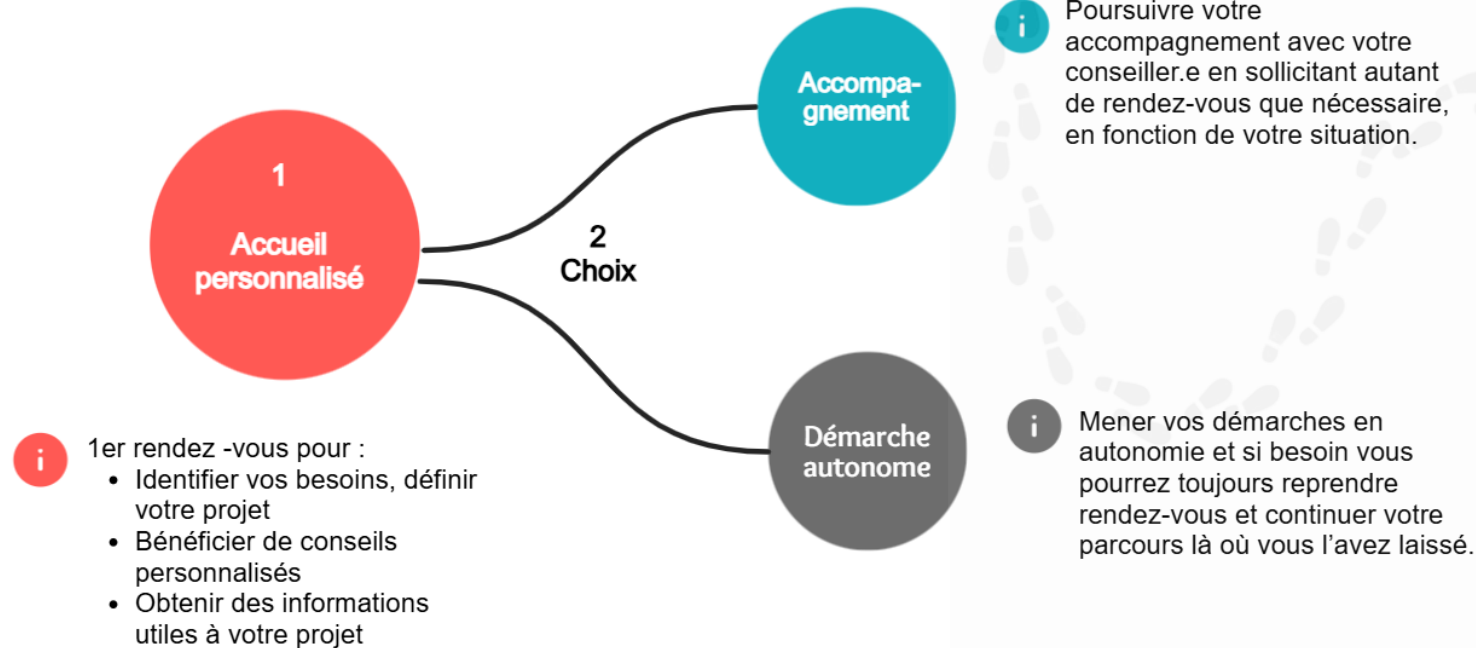 1
Accueil
personnalisé
1er rendez -vous pour :
• Identifier vos besoins, définir
votre projet
• Bénéficier de conseils
personnalisés
• Obtenir des informations
utiles à votre projet
2
Choix
Accompa-
gnement
i
Poursuivre votre
accompagnement avec votre
conseiller.e en sollicitant autant
de rendez-vous que nécessaire,
en fonction de votre situation.
Démarche
autonome
i
Mener vos démarches en
autonomie et si besoin vous
pourrez toujours reprendre
rendez-vous et continuer votre
parcours là où vous l’avez laissé.
i